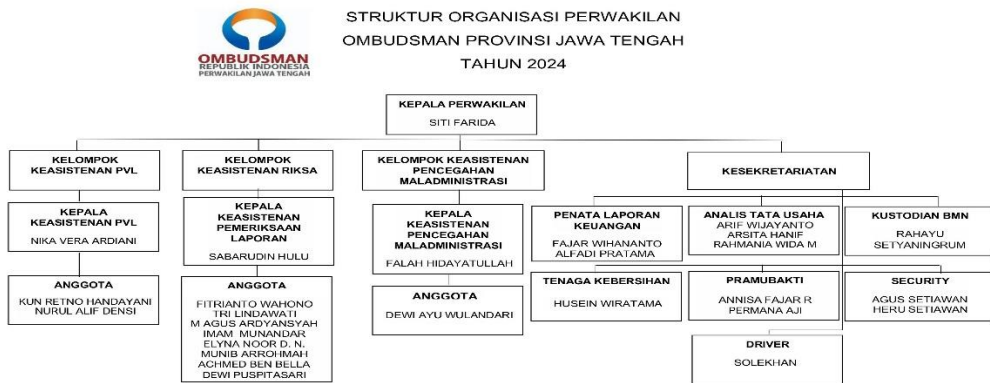 STRUKTUR ORGANISASI PERWAKILAN
OMBUDSMAN PROVINSI JAWA TENGAH
TAHUN 2024
OMBUDSMAN
REPUBLIK INDONESIA
PERWAKILAN JAWA TENGAH
KEPALA PERWAKILAN
SITI FARIDA
KELOMPOK
KEASISTENAN PVL
KEPALA
KEASISTENAN PVL
NIKA VERA ARDIANI
ANGGOTA
KUN RETNO HANDAYANI
NURUL ALIF DENSI
KELOMPOK
KEASISTENAN RIKSA
KEPALA
KEASISTENAN
PEMERIKSAAN
LAPORAN
SABARUDIN HULU
ANGGOTA
FITRIANTO WAHONO
TRI LINDAWATI
M AGUS ARDYANSYAH
IMAM MUNANDAR
ELYNA NOOR D. N.
MUNIB ARROHMAH
ACHMED BEN BELLA
DEWI PUSPITASARI
KELOMPOK KEASISTENAN
PENCEGAHAN
MALADMINISTRASI
KEPALA
KEASISTENAN
PENCEGAHAN
MALADMINISTRASI
FALAH HIDAYATULLAH
ANGGOTA
DEWI AYU WULANDARI
KESEKRETARIATAN
PENATA LAPORAN
KEUANGAN
FAJAR WIHANANTO
ALFADI PRATAMA
ANALIS TATA USAHA
ARIF WIJAYANTO
ARSITA HANIF
RAHMANIA WIDA M
KUSTODIAN BMN
RAHAYU
SETYANINGRUM
TENAGA KEBERSIHAN
HUSEIN WIRATAMA
PRAMUBAKTI
ANNISA FAJAR R
PERMANA AJI
SECURITY
AGUS SETIAWAN
HERU SETIAWAN
DRIVER
SOLEKHAN